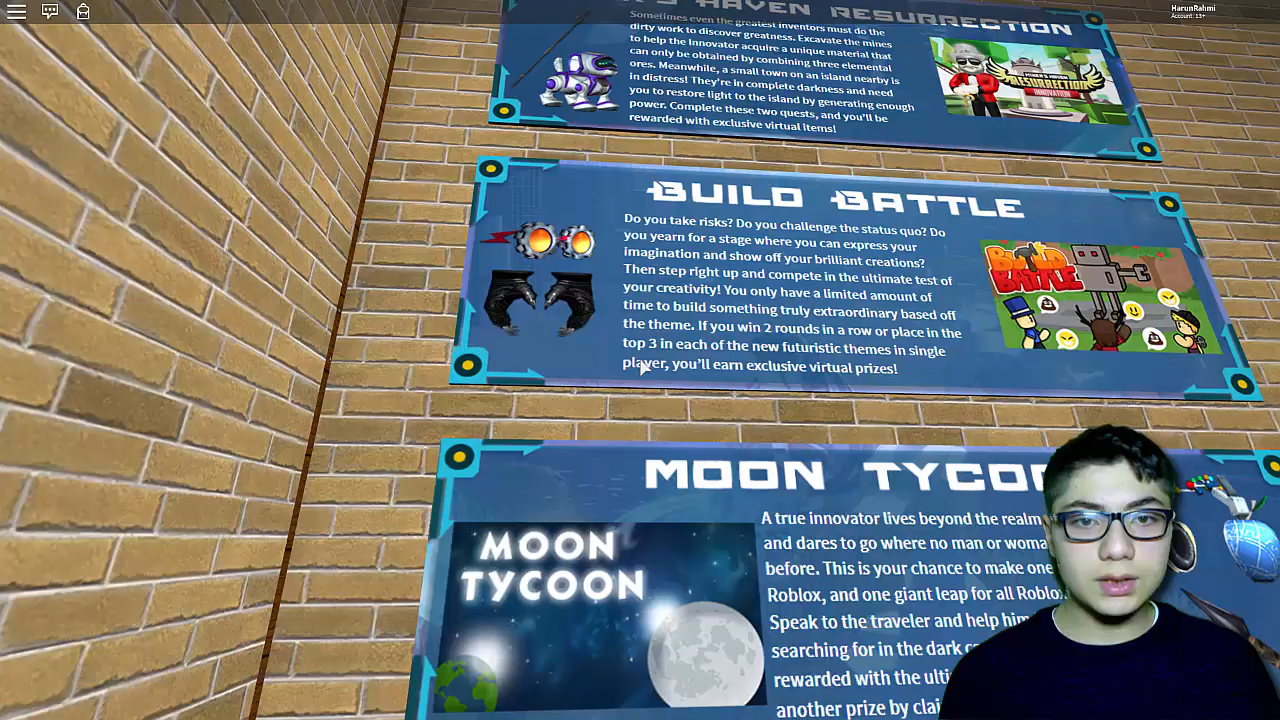 HarunRahmi
Account: 13+
'S HAVEN RESURRECTION
Sometimes even the greatest inventors must do the
dirty work to discover greatness. Excavate the mines
to help the Innovator acquire a unique material that
can only be obtained by combining three elemental
ores. Meanwhile, a small town on an island nearby is
in distress! They're in complete darkness and need
you to restore light to the island by generating enough
power. Complete these two quests, and you'll be
rewarded with exclusive virtual items!
MINER'S HAVEN
RESURRECTION
INNOVATION
BUILD BATTLE
Do you take risks? Do you challenge the status quo? Do
you yearn for a stage where you can express your
imagination and show off your brilliant creations?
Then step right up and compete in the ultimate test of
your creativity! You only have a limited amount of
time to build something truly extraordinary based off
the theme. If you win 2 rounds in a row or place in the
top 3 in each of the new futuristic themes in single
player, you'll earn exclusive virtual prizes!
BUILD
BATTLE
MOON TYCO
MOON
TYCOON
A true innovator lives beyond the realm
and dares to go where no man or woma
before. This is your chance to make one
Roblox, and one giant leap for all Roblox
Speak to the traveler and help him
searching for in the dark
rewarded with the ulti
another prize by clai